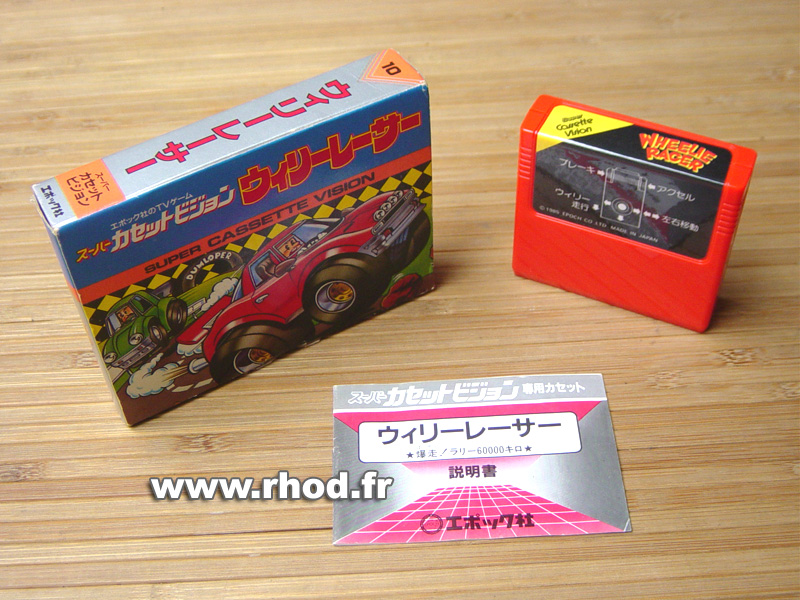 10
ウィリーレーサー
スーパー
カセット
ビジョン
エポック社
エポック社のTVゲーム
スーパー カセットビジョン
ウィリーレーサー
SUPER CASSETTE VISION
DUNLOPER
Super
Cassette
Vision
WHEELIE
RACER
ブレーキ
アクセル
ウィリー
走行
左右移動
©1985 EPOCH CO.,LTD. MADE IN JAPAN
スーパー カセットビジョン 専用カセット
ウィリーレーサー
★爆走!ラリー60000キロ★
説明書
エポック社
www.rhod.fr